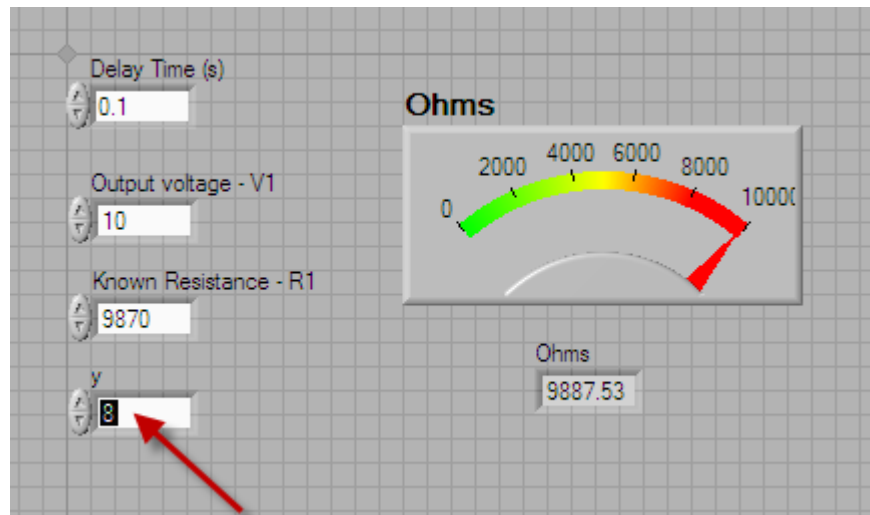 Delay Time (s)
0.1
Output voltage - V1
10
Known Resistance - R1
9870
y
8
Ohms
0
2000
4000
6000
8000
10000
Ohms
9887.53